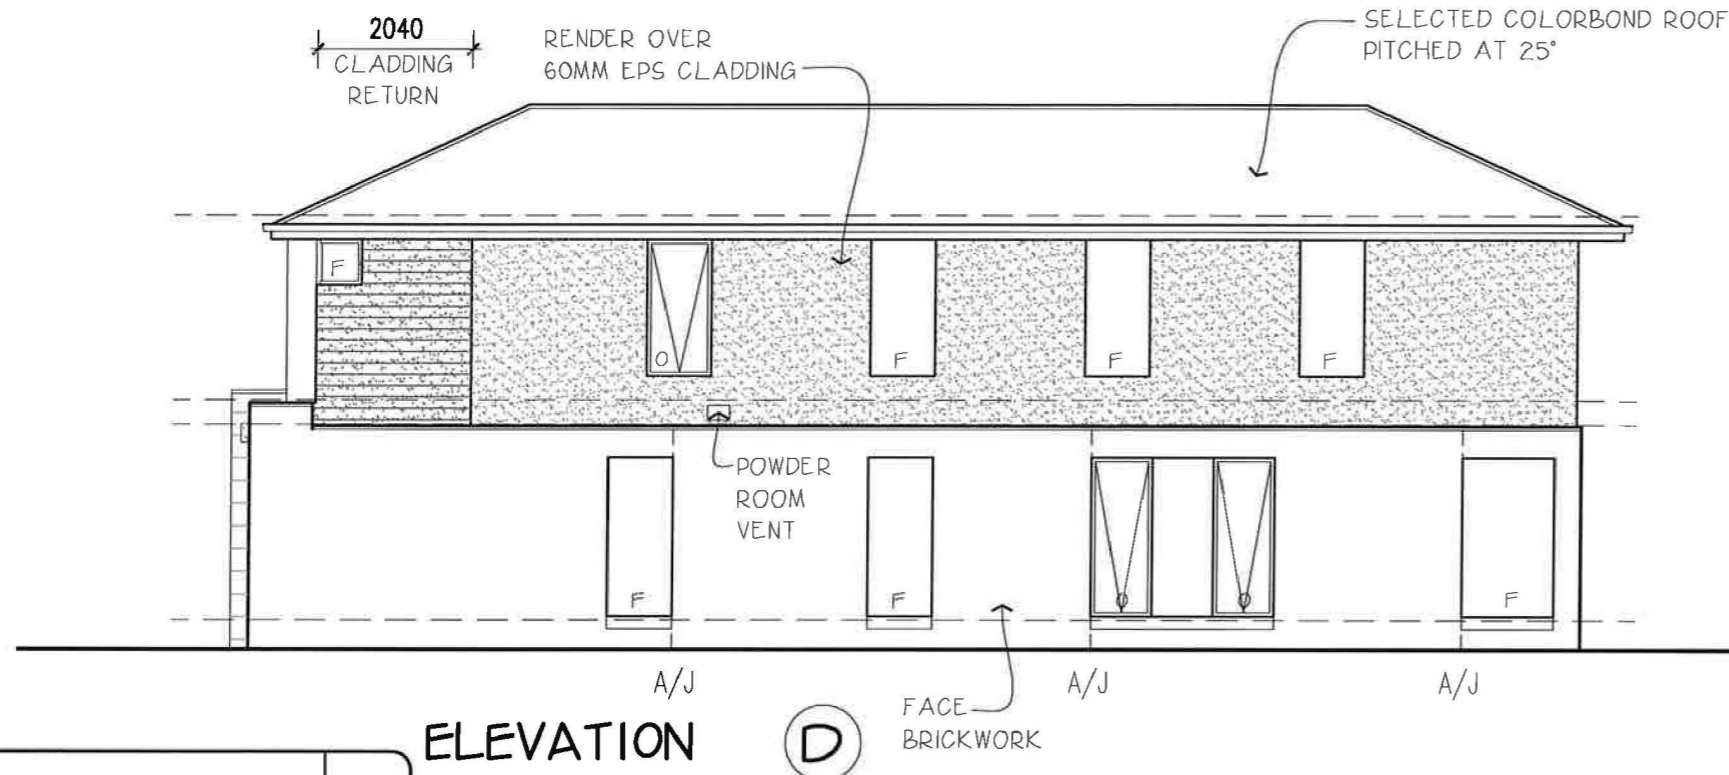 2040
CLADDING
RETURN
RENDER OVER
60MM EPS CLADDING
SELECTED COLORBOND ROOF
PITCHED AT 25°
F
O
F
F
F
POWDER
ROOM
VENT
F
F
O
O
F
A/J
A/J
A/J
FACE
BRICKWORK
ELEVATION D